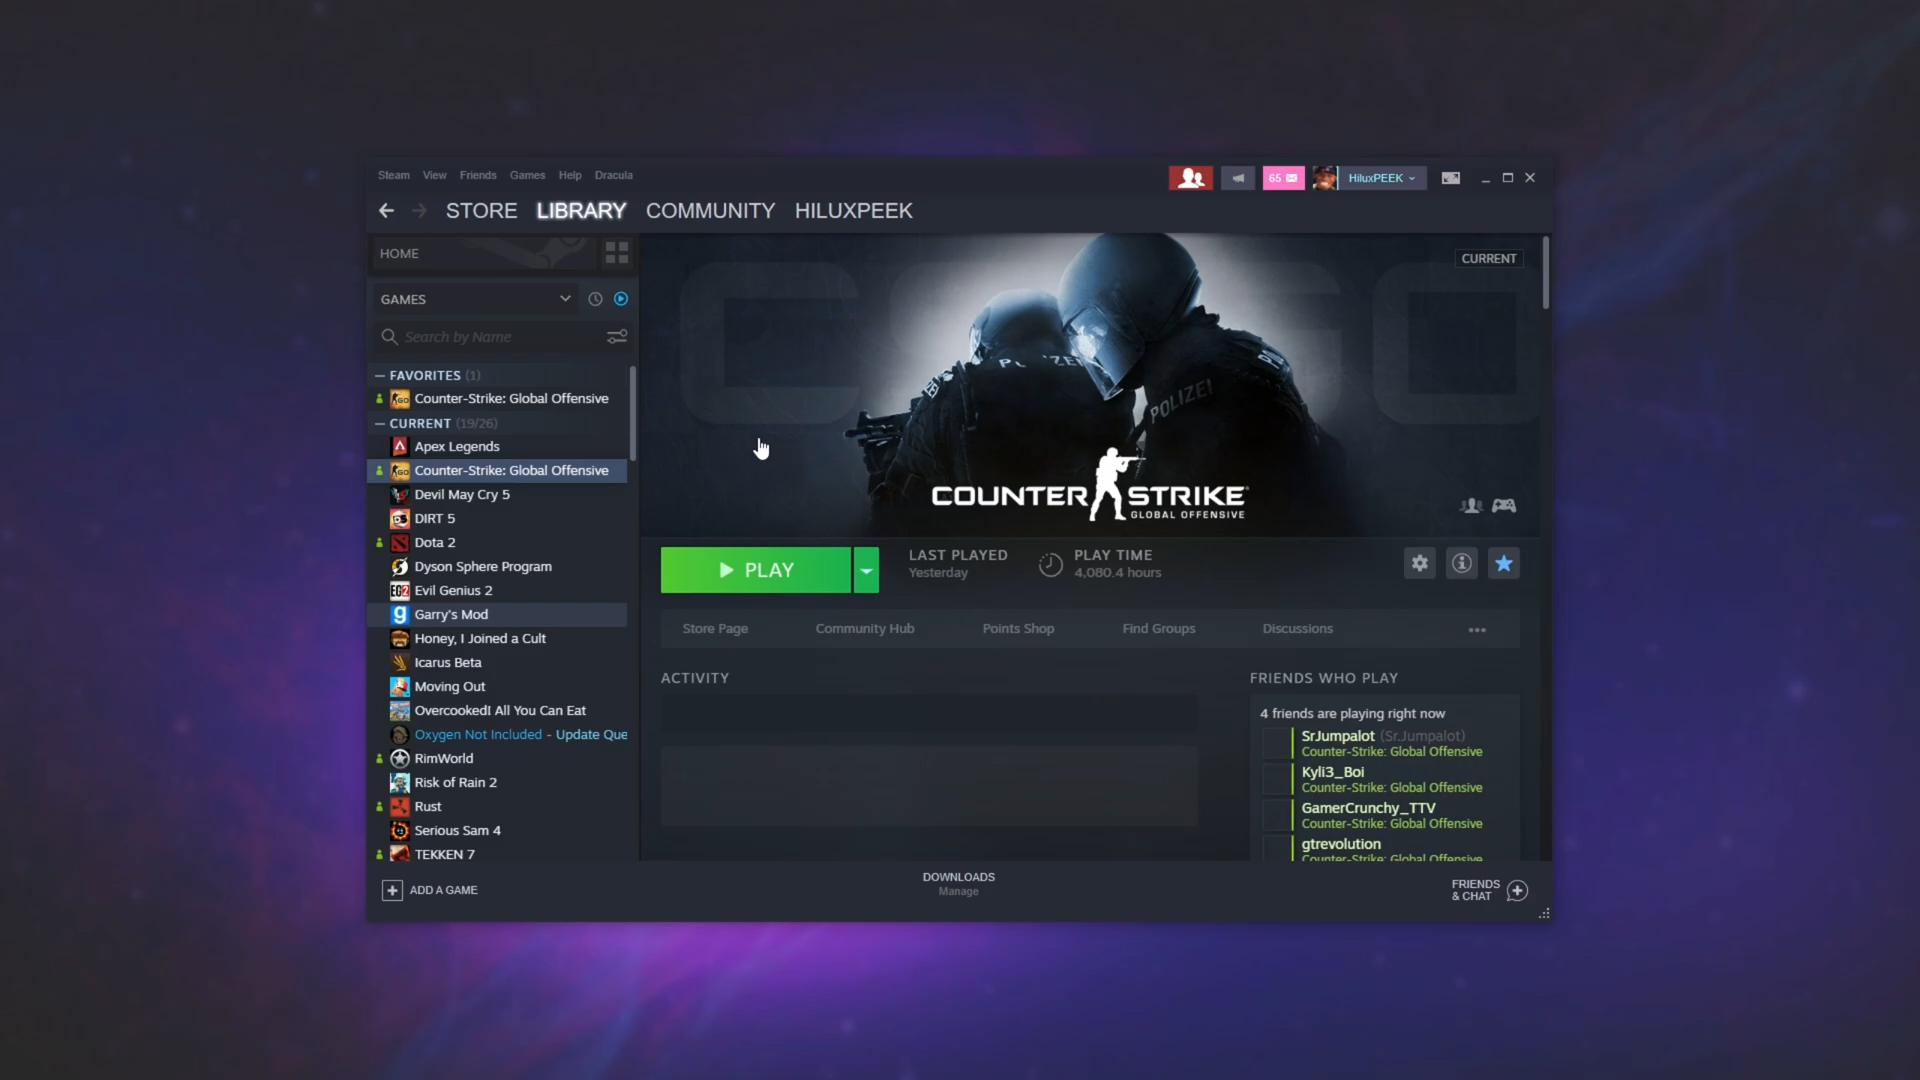 Steam View Friends Games Help Dracula
65 HiluxPEEK
STORE LIBRARY COMMUNITY HILUXPEEK
HOME
GAMES
Search by Name
— FAVORITES (1)
Counter-Strike: Global Offensive
— CURRENT (19/26)
Apex Legends
Counter-Strike: Global Offensive
Devil May Cry 5
DIRT 5
Dota 2
Dyson Sphere Program
Evil Genius 2
Garry's Mod
Honey, I Joined a Cult
Icarus Beta
Moving Out
Overcooked! All You Can Eat
Oxygen Not Included - Update Que
RimWorld
Risk of Rain 2
Rust
Serious Sam 4
TEKKEN 7
ADD A GAME
CURRENT
POLIZEI
COUNTER STRIKE
GLOBAL OFFENSIVE
PLAY
LAST PLAYED
Yesterday
PLAY TIME
4,080.4 hours
Store Page Community Hub Points Shop Find Groups Discussions
ACTIVITY
FRIENDS WHO PLAY
4 friends are playing right now
SrJumpalot (Sr.Jumpalot)
Counter-Strike: Global Offensive
Kyli3_Boi
Counter-Strike: Global Offensive
GamerCrunchy_TTV
Counter-Strike: Global Offensive
gtrevolution
Counter-Strike: Global Offensive
DOWNLOADS
Manage
FRIENDS
& CHAT